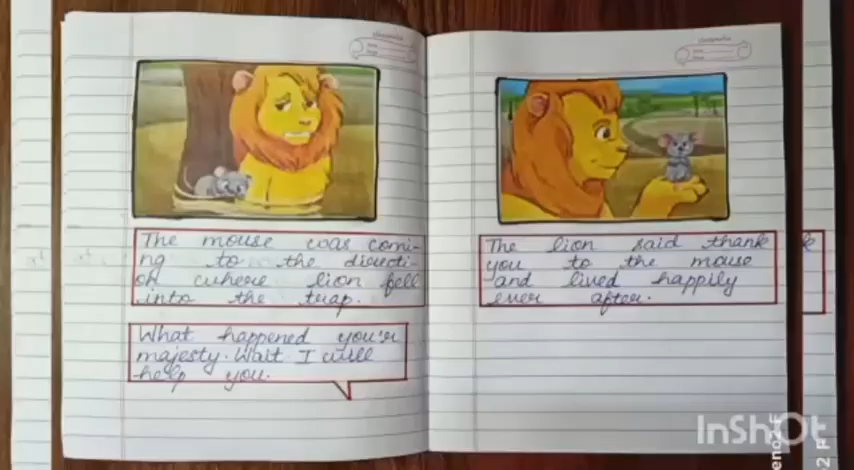 The mouse was comi-
ng to the directi-
on where lion fell
into the trap.
What happened you'r
majesty. Wait I will
help you.
The lion said thank
you to the mouse
and lived happily
ever after.
InShOt